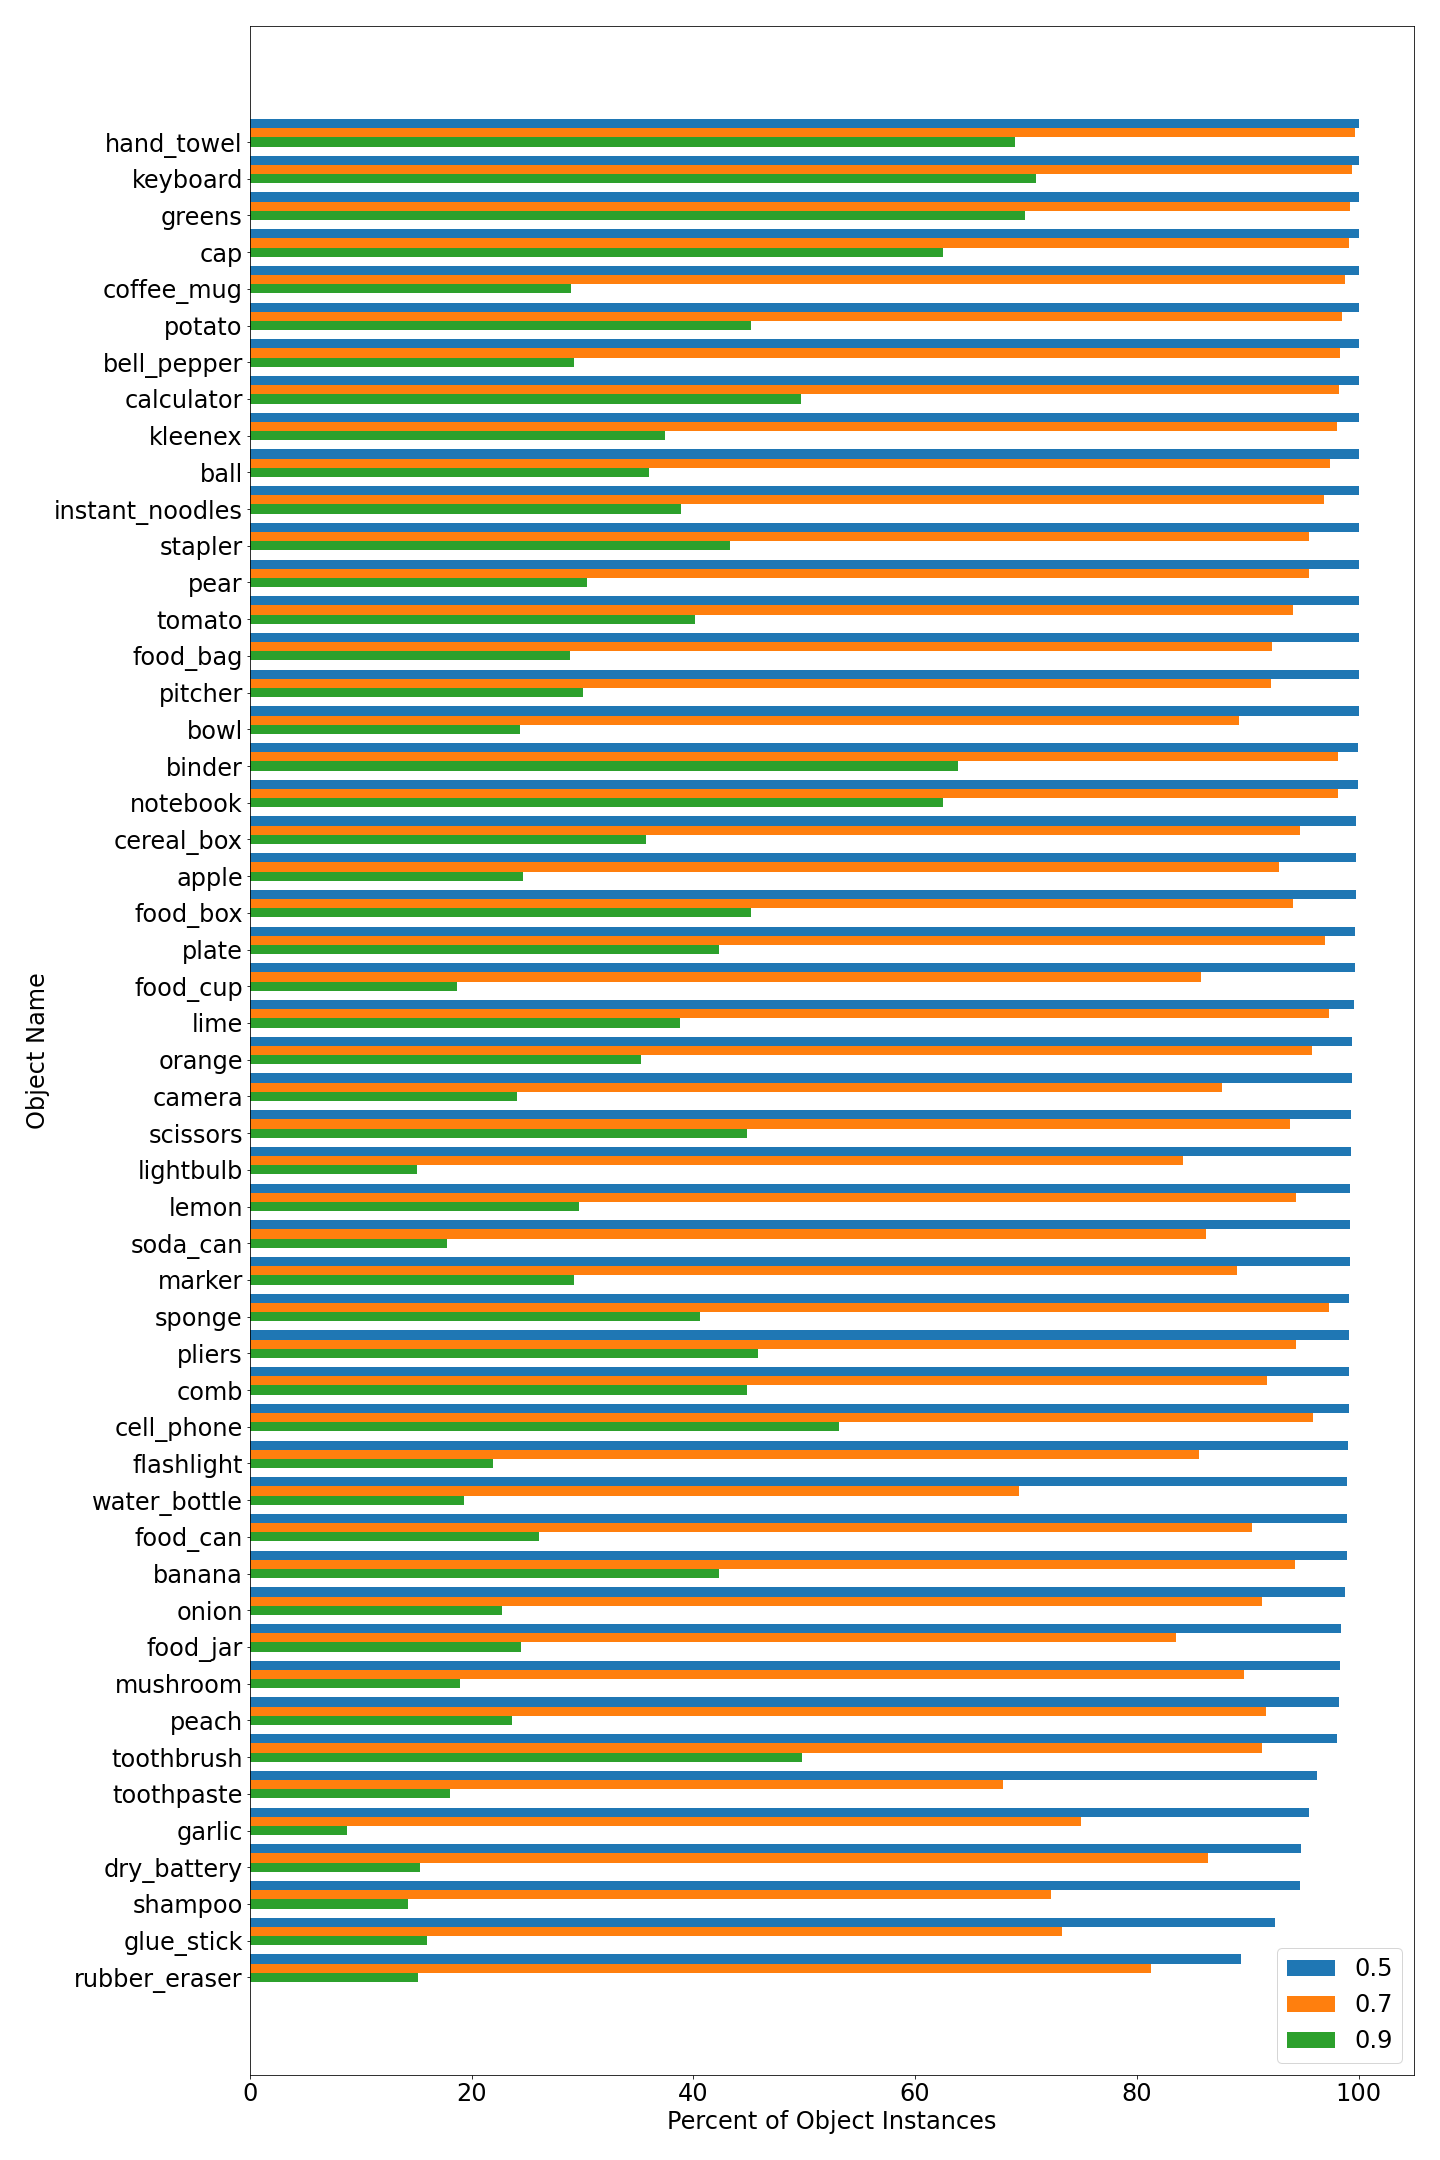 hand_towel
keyboard
greens
cap
coffee_mug
potato
bell_pepper
calculator
kleenex
ball
instant_noodles
stapler
pear
tomato
food_bag
pitcher
bowl
binder
notebook
cereal_box
apple
food_box
plate
food_cup
lime
orange
camera
scissors
lightbulb
lemon
soda_can
marker
sponge
pliers
comb
cell_phone
flashlight
water_bottle
food_can
banana
onion
food_jar
mushroom
peach
toothbrush
toothpaste
garlic
dry_battery
shampoo
glue_stick
rubber_eraser
Object Name
0.5
0.7
0.9
0 20 40 60 80 100
Percent of Object Instances